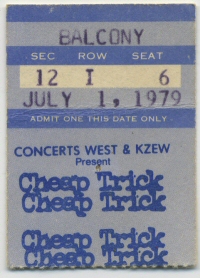 BALCONY
SEC ROW SEAT
12 I 6
JULY 1, 1979
ADMIT ONE THIS DATE ONLY
CONCERTS WEST & KZEW
Present
Cheap Trick
Cheap Trick
Cheap Trick
Cheap Trick